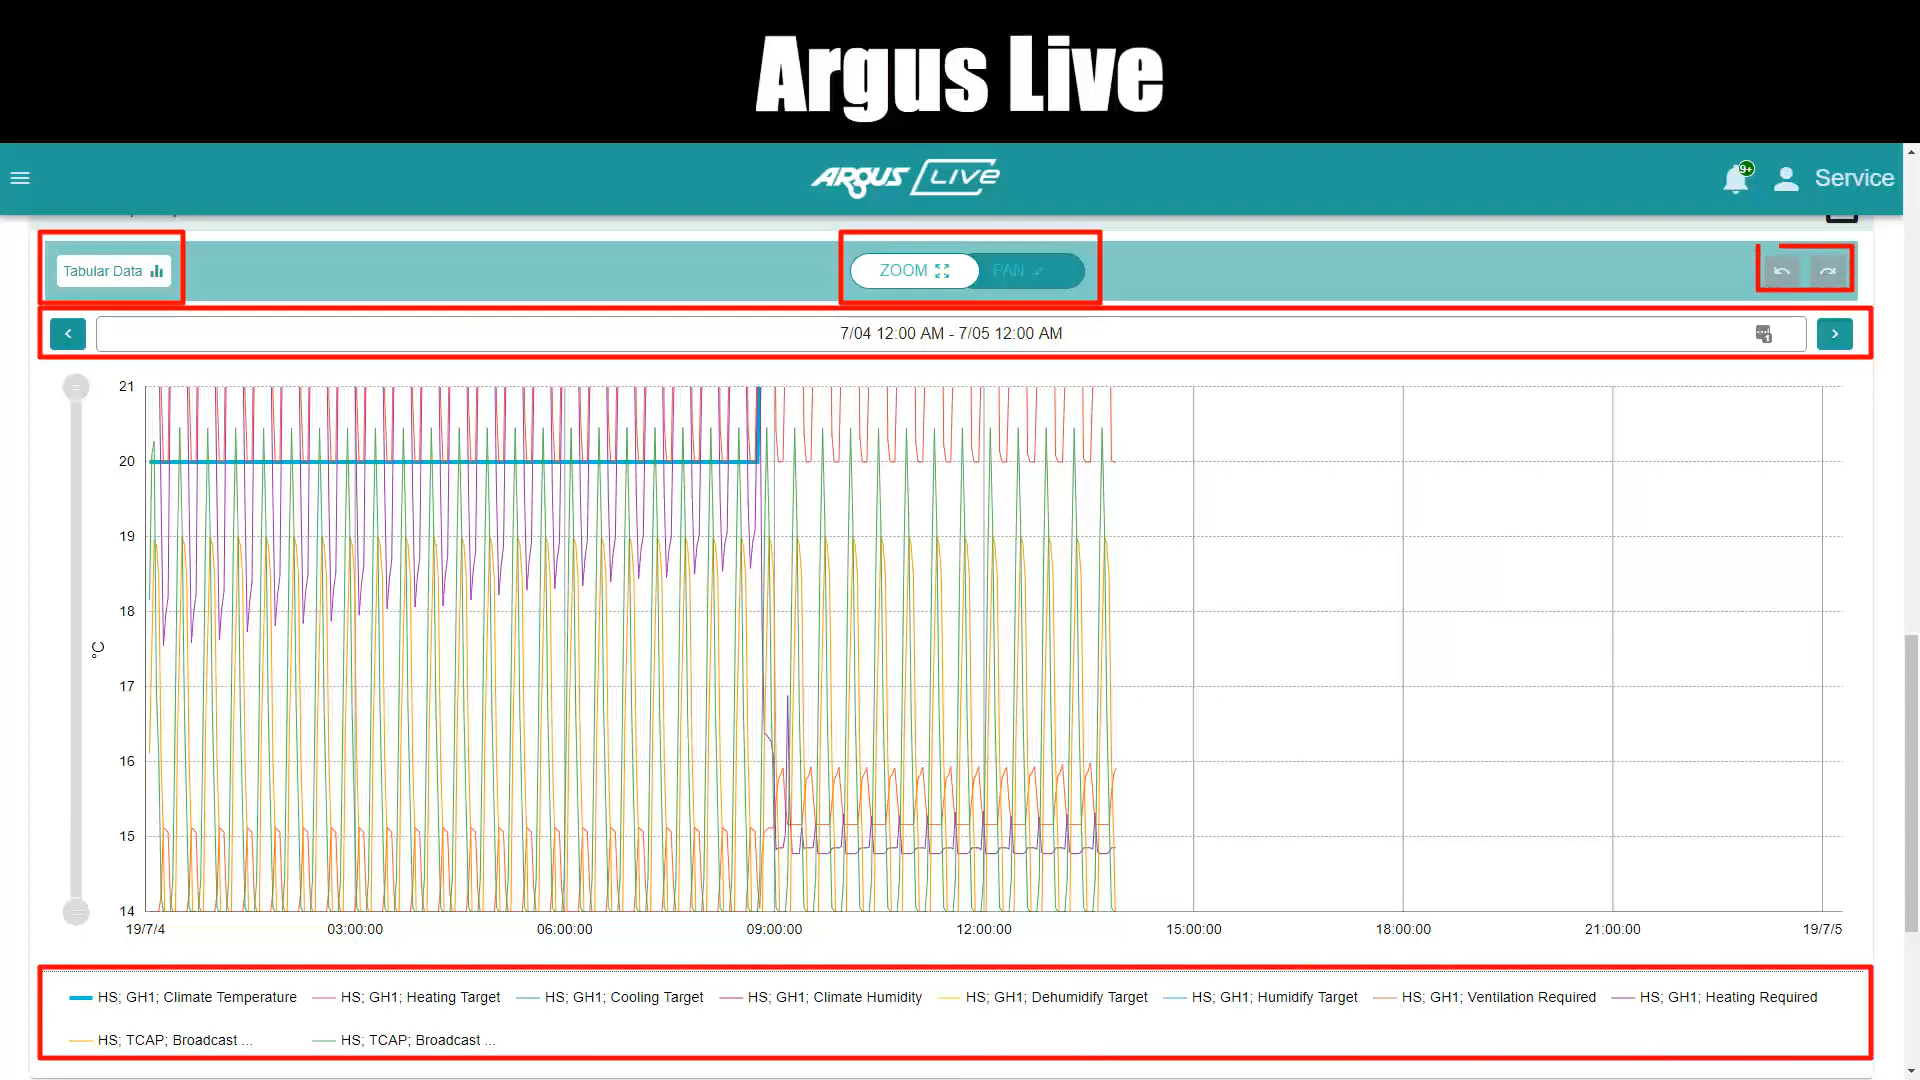 Argus Live
ARGUS LIVE
9+
Service
Tabular Data
ZOOM
PAN
7/04 12:00 AM - 7/05 12:00 AM
21
20
19
18
17
16
15
14
°C
19/7/4 03:00:00 06:00:00 09:00:00 12:00:00 15:00:00 18:00:00 21:00:00 19/7/5
HS; GH1; Climate Temperature HS; GH1; Heating Target HS; GH1; Cooling Target HS; GH1; Climate Humidity HS; GH1; Dehumidify Target HS; GH1; Humidify Target HS; GH1; Ventilation Required HS; GH1; Heating Required
HS; TCAP; Broadcast ... HS; TCAP; Broadcast ...